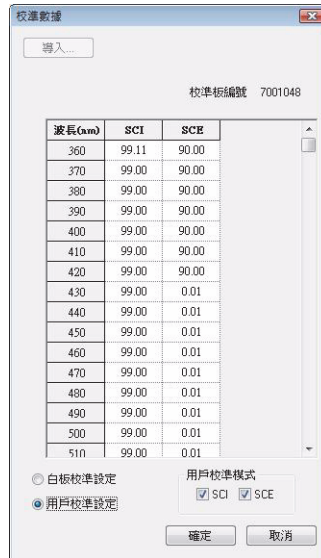 校準數據
導入...
校準板編號 7001048
波長(nm) SCI SCE
360 99.11 90.00
370 99.00 90.00
380 99.00 90.00
390 99.00 90.00
400 99.00 90.00
410 99.00 90.00
420 99.00 90.00
430 99.00 0.01
440 99.00 0.01
450 99.00 0.01
460 99.00 0.01
470 99.00 0.01
480 99.00 0.01
490 99.00 0.01
500 99.00 0.01
510 99.00 0.01
白板校準設定
用戶校準設定
用戶校準模式
SCI SCE
確定 取消